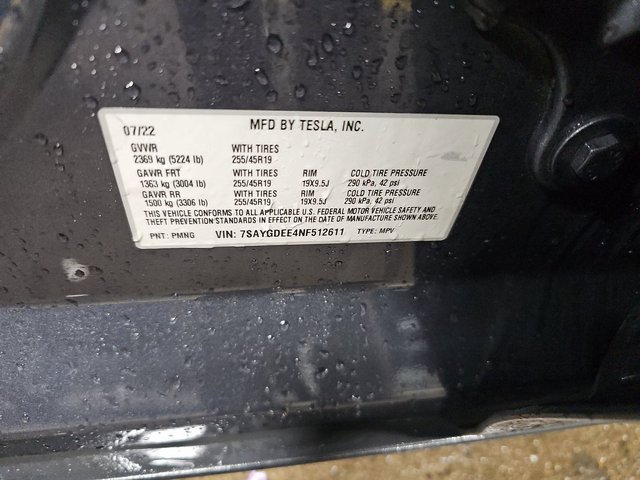 07/22 MFD BY TESLA, INC.
GVWR WITH TIRES
2369 kg (5224 lb) 255/45R19
GAWR FRT WITH TIRES RIM COLD TIRE PRESSURE
1363 kg (3004 lb) 255/45R19 19X9.5J 290 kPa, 42 psi
GAWR RR WITH TIRES RIM COLD TIRE PRESSURE
1500 kg (3306 lb) 255/45R19 19X9.5J 290 kPa, 42 psi
THIS VEHICLE CONFORMS TO ALL APPLICABLE U.S. FEDERAL MOTOR VEHICLE SAFETY AND
THEFT PREVENTION STANDARDS IN EFFECT ON THE DATE OF MANUFACTURE SHOWN ABOVE.
PNT: PMNG VIN: 7SAYGDEE4NF512611 TYPE: MPV